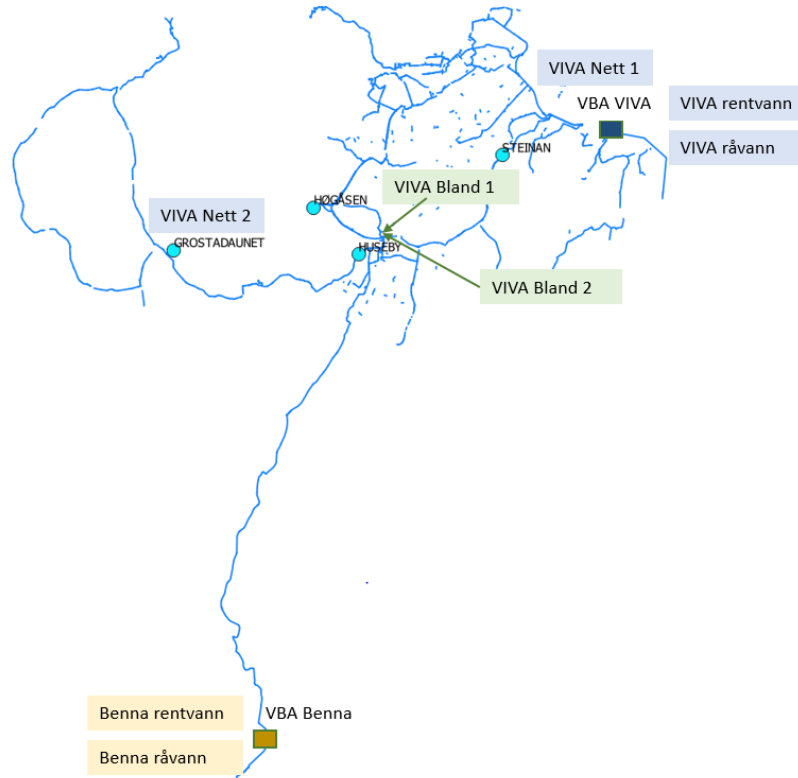 VIVA Nett 1
VBA VIVA
VIVA rentvann
VIVA råvann
STEINAN
VIVA Bland 1
HØGÅSEN
VIVA Nett 2
GROSTADAUNET
HUSEBY
VIVA Bland 2
Benna rentvann
VBA Benna
Benna råvann